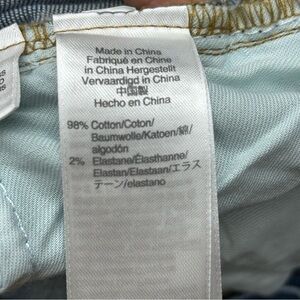 Made in China
Fabriqué en Chine
in China Hergestellt
Vervaardigd in China
中国製
Hecho en China
98% Cotton/Coton/
Baumwolle/Katoen/綿/
algodón
2% Elastane/Élasthanne/
Elastan/Elastaan/エラス
テーン/elastano